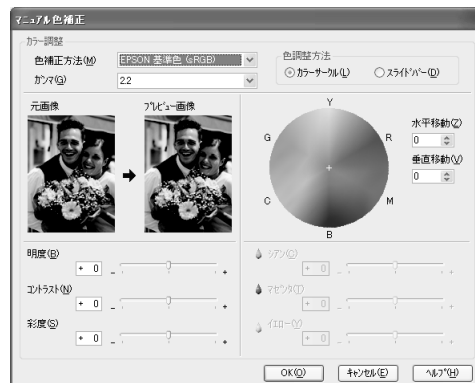 マニュアル色補正
カラー調整
色補正方法(M)
EPSON 基準色 (sRGB)
ガンマ(G)
2.2
色調整方法
カラーサークル(L)
スライドバー(D)
元画像
プレビュー画像
Y
G
R
C
M
B
水平移動(Z)
0
垂直移動(V)
0
明度(B)
+ 0
- +
コントラスト(N)
+ 0
- +
彩度(S)
+ 0
- +
シアン(C)
+ 0
- +
マゼンタ(T)
+ 0
- +
イエロー(Y)
+ 0
- +
OK(O)
キャンセル(E)
ヘルプ(H)